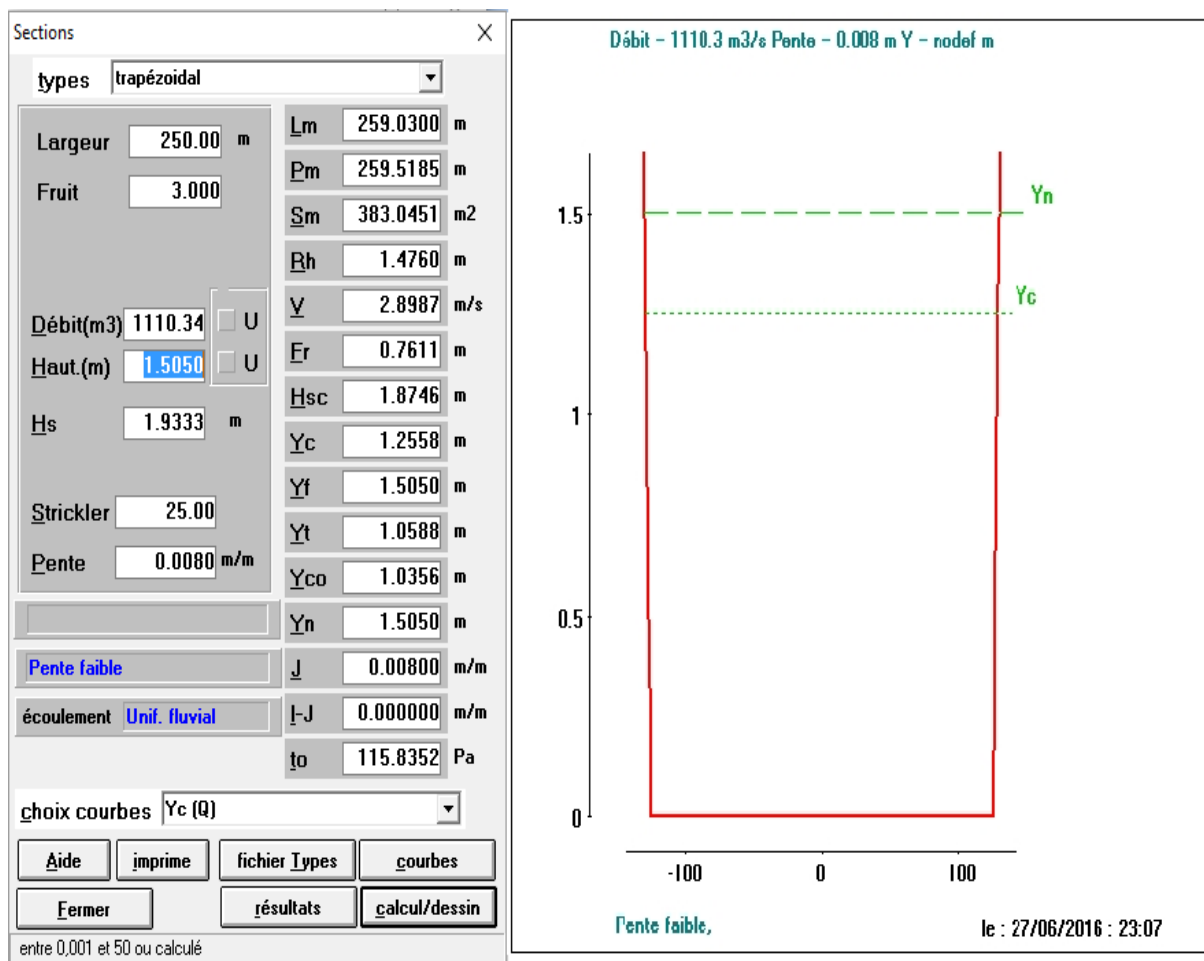 Sections
types trapézoidal
Largeur 250.00 m
Fruit 3.000
Débit(m3) 1110.34 U
Haut.(m) 1.5050 U
Hs 1.9333 m
Strickler 25.00
Pente 0.0080 m/m
Pente faible
écoulement Unif. fluvial
Lm 259.0300 m
Pm 259.5185 m
Sm 383.0451 m2
Rh 1.4760 m
V 2.8987 m/s
Fr 0.7611 m
Hsc 1.8746 m
Yc 1.2558 m
Yf 1.5050 m
Yt 1.0588 m
Yco 1.0356 m
Yn 1.5050 m
J 0.00800 m/m
I-J 0.000000 m/m
to 115.8352 Pa
choix courbes Yc (Q)
Aide imprime fichier Types courbes
Fermer résultats calcul/dessin
entre 0,001 et 50 ou calculé
Débit - 1110.3 m3/s Pente - 0.008 m Y - nodef m
Yn
1.5
Yc
1
0.5
0
-100 0 100
Pente faible,
le : 27/06/2016 : 23:07